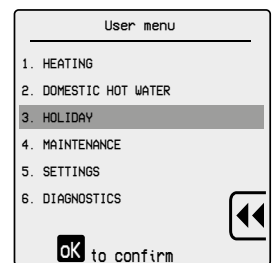 User menu
1. HEATING
2. DOMESTIC HOT WATER
3. HOLIDAY
4. MAINTENANCE
5. SETTINGS
6. DIAGNOSTICS
oK to confirm